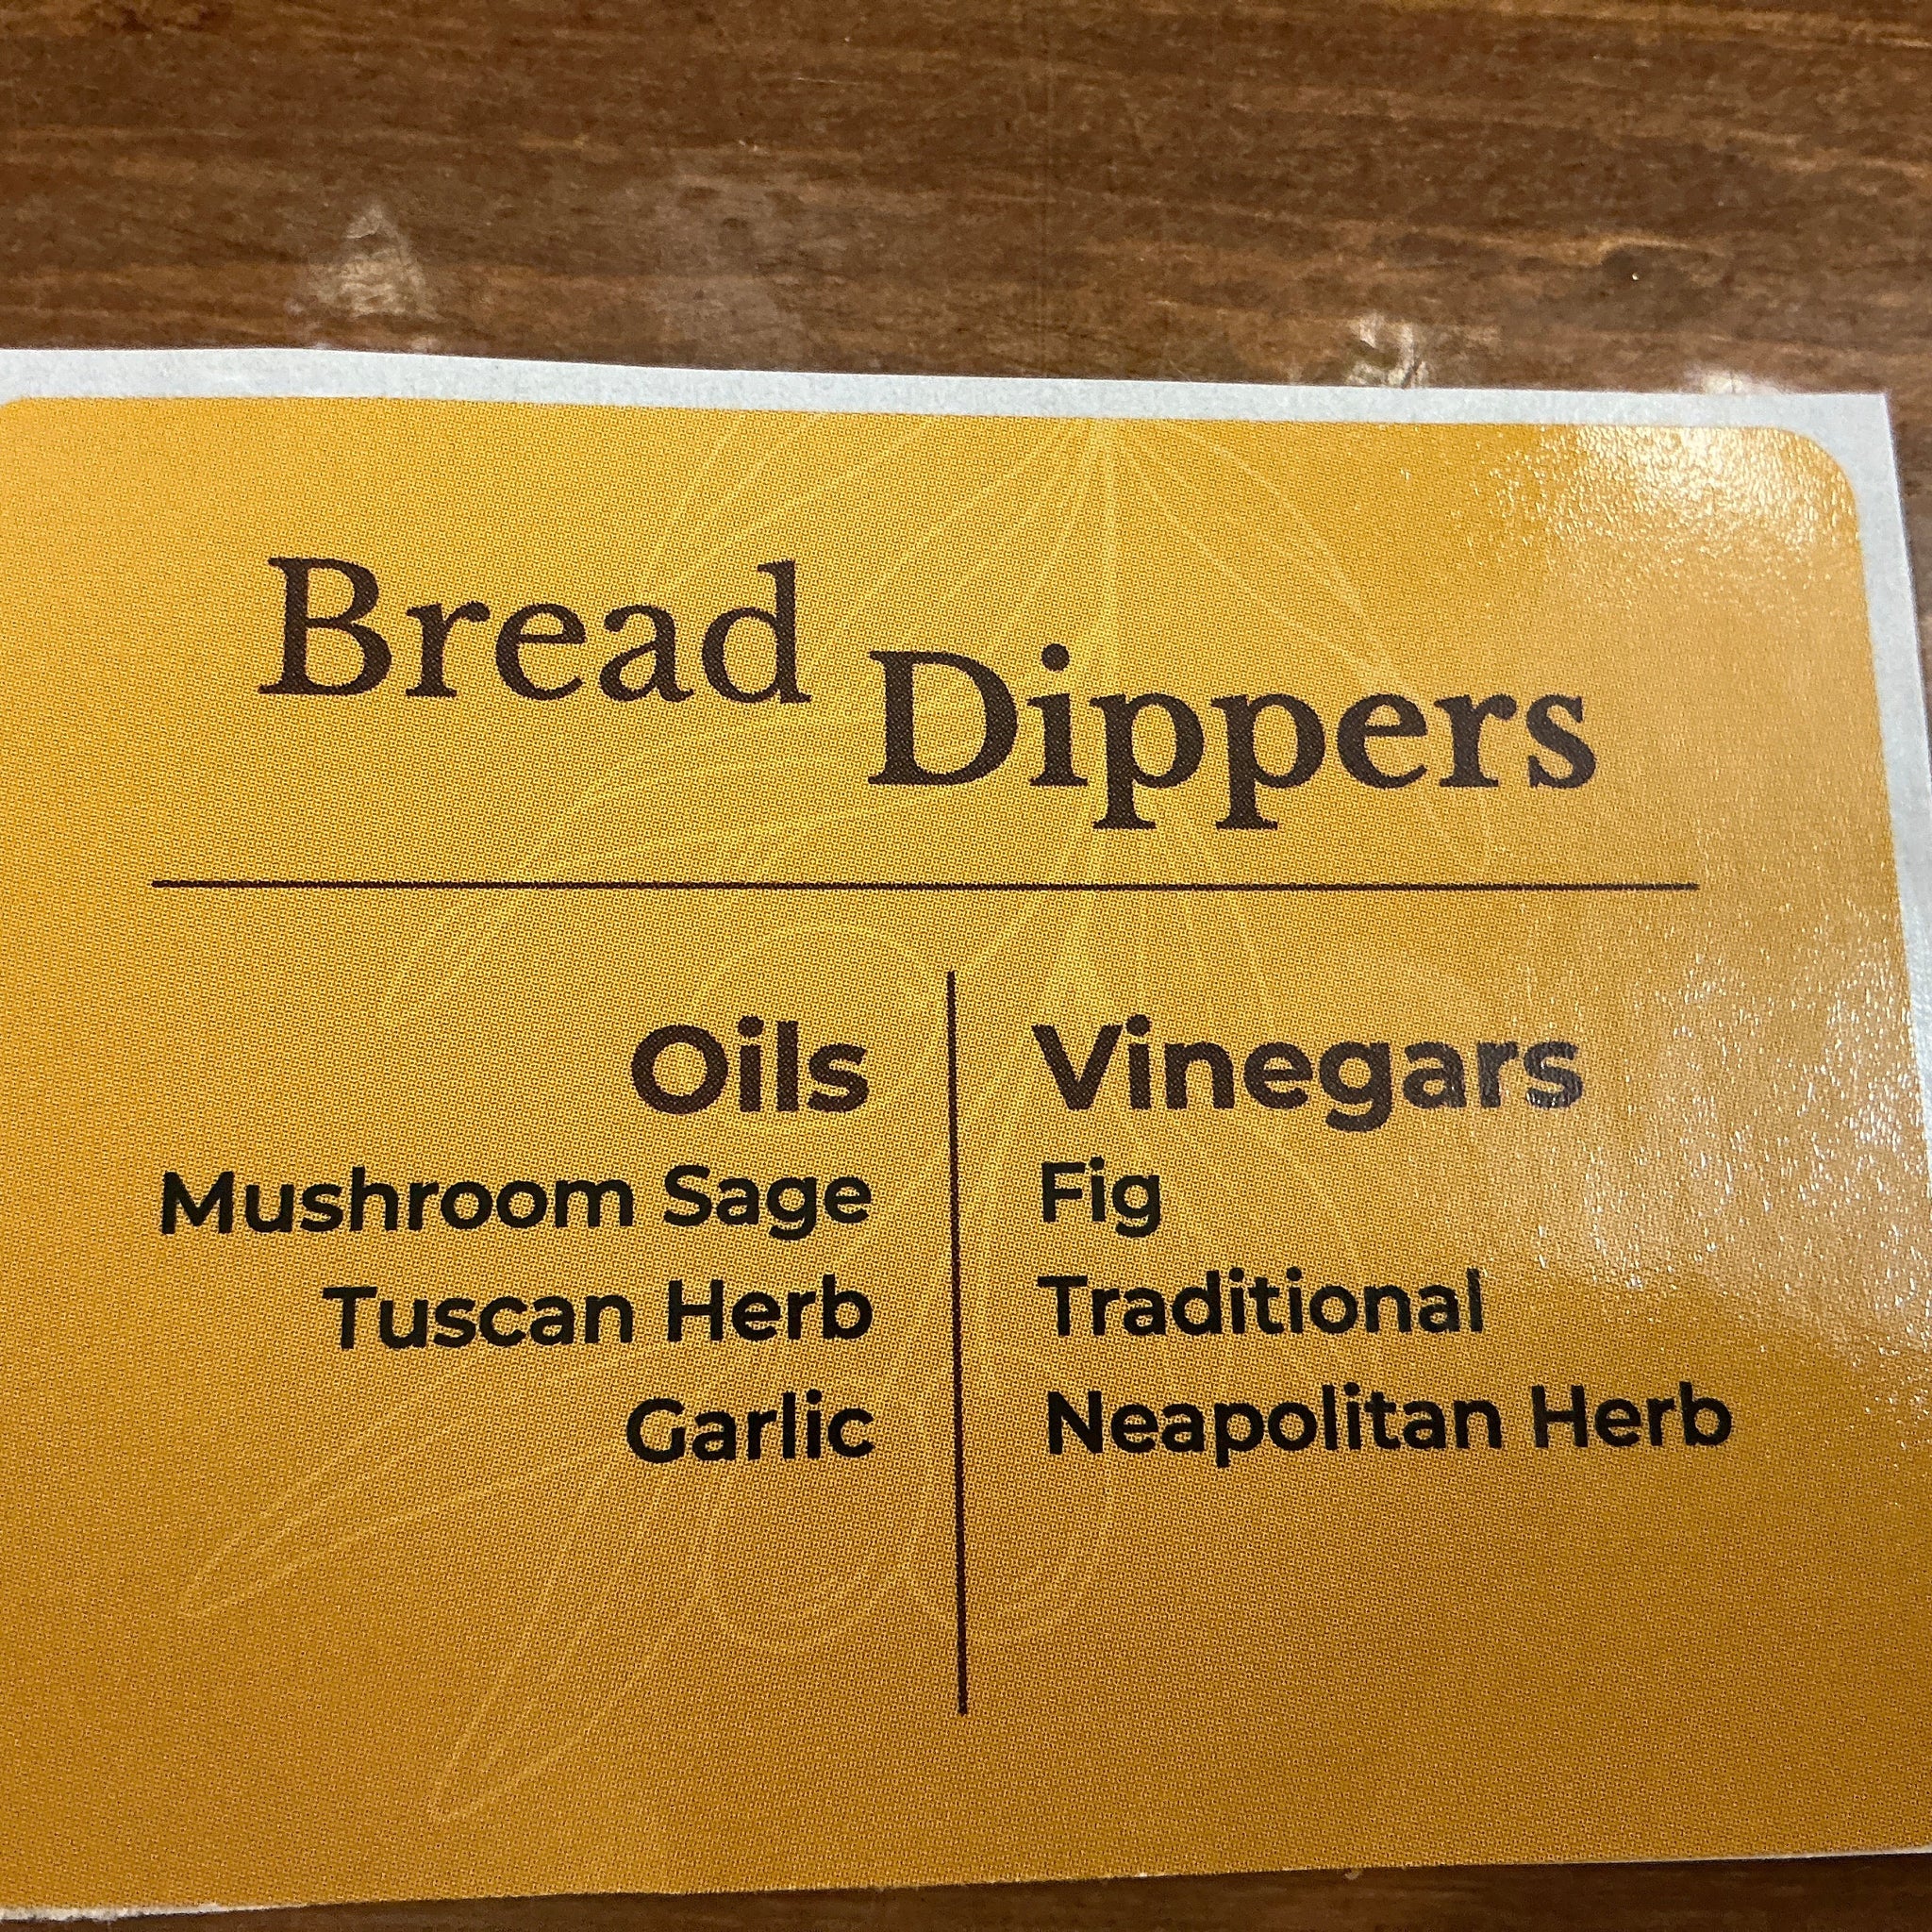 Bread Dippers
Oils
Mushroom Sage
Tuscan Herb
Garlic
Vinegars
Fig
Traditional
Neapolitan Herb